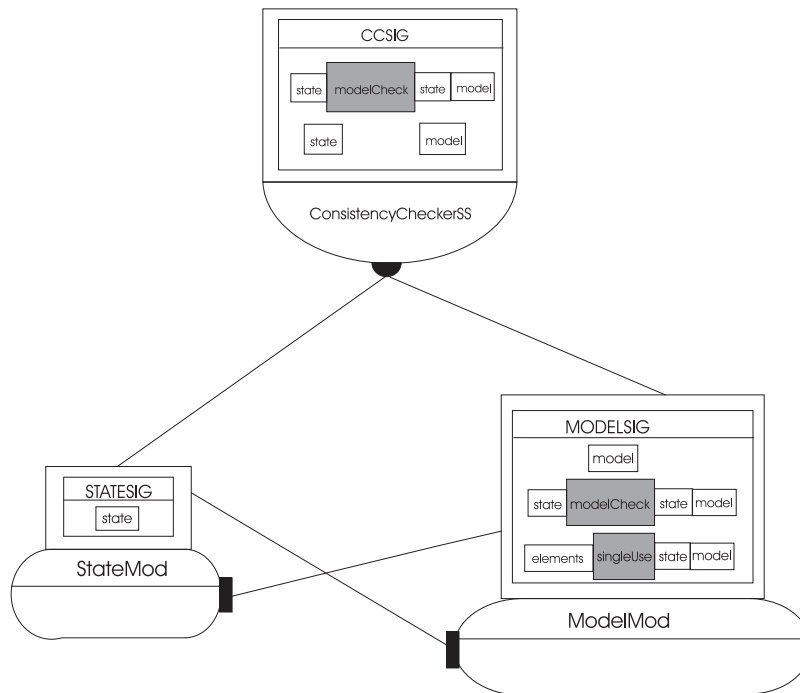 CCSIG
state modelCheck state model
state model
ConsistencyCheckerSS
MODELSIG
model
STATESIG
state modelCheck state model
state
elements singleUse state model
StateMod
ModelMod